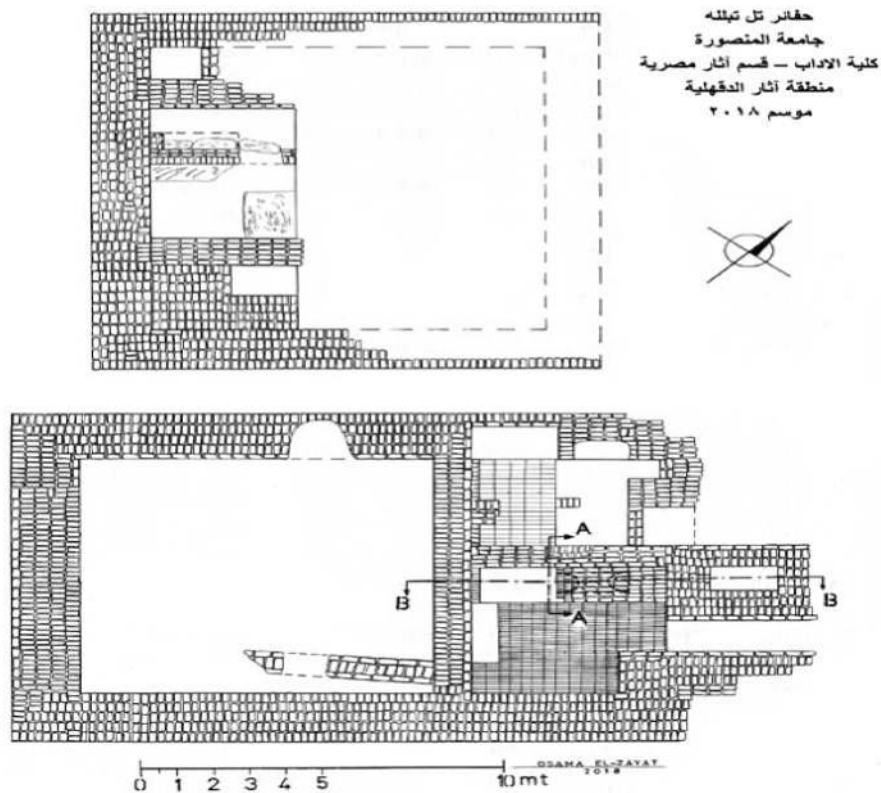 حفائر تل تبلله
جامعة المنصورة
كلية الاداب – قسم آثار مصرية
منطقة آثار الدقهلية
موسم ٢٠١٨
A
B
B
A
OSAMA EL-ZAYAT
2018
0 1 2 3 4 5 10 mt